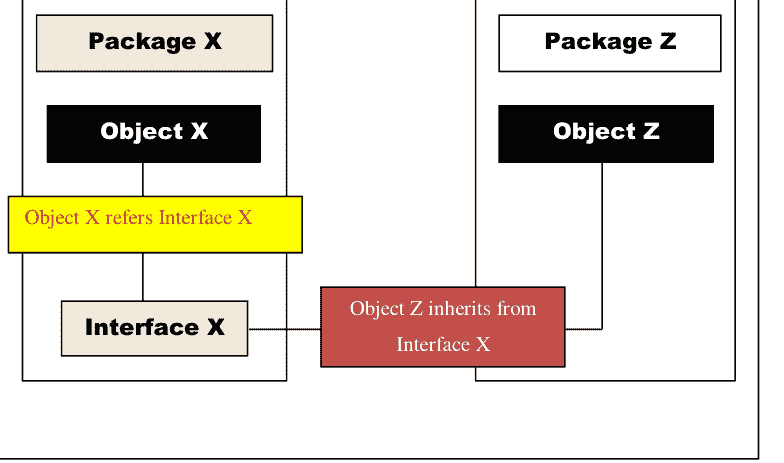 Package X
Package Z
Object X
Object Z
Object X refers Interface X
Interface X
Object Z inherits from
Interface X